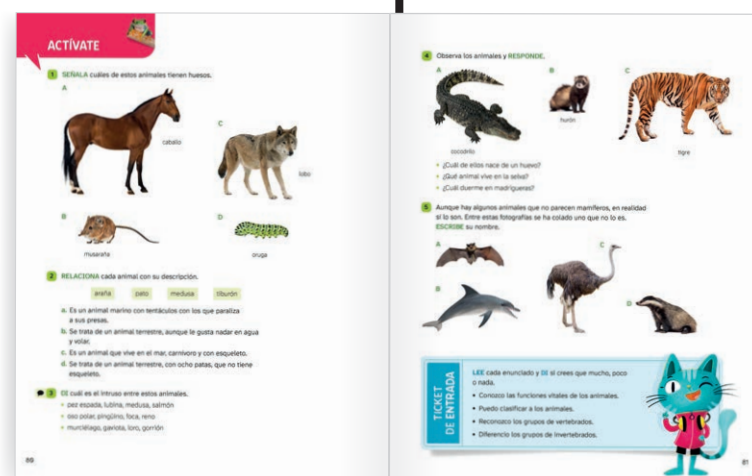 ACTÍVATE
1 SEÑALA cuáles de estos animales tienen huesos.
A
caballo
C
lobo
B
musaraña
D
oruga
2 RELACIONA cada animal con su descripción.
araña pato medusa tiburón
a. Es un animal marino con tentáculos con los que paraliza
a sus presas.
b. Se trata de un animal terrestre, aunque le gusta nadar en agua
y volar.
c. Es un animal que vive en el mar, carnívoro y con esqueleto.
d. Se trata de un animal terrestre, con ocho patas, que no tiene
esqueleto.
3 DI cuál es el intruso entre estos animales.
• pez espada, lubina, medusa, salmón
• oso polar, pingüino, foca, reno
• murciélago, gaviota, loro, gorrión
80
4 Observa los animales y RESPONDE.
A
cocodrilo
B
hurón
C
tigre
• ¿Cuál de ellos nace de un huevo?
• ¿Qué animal vive en la selva?
• ¿Cuál duerme en madrigueras?
5 Aunque hay algunos animales que no parecen mamíferos, en realidad
sí lo son. Entre estas fotografías se ha colado uno que no lo es.
ESCRIBE su nombre.
A
B
C
D
TICKET
DE ENTRADA
LEE cada enunciado y DI si crees que mucho, poco
o nada.
• Conozco las funciones vitales de los animales.
• Puedo clasificar a los animales.
• Reconozco los grupos de vertebrados.
• Diferencio los grupos de invertebrados.
81